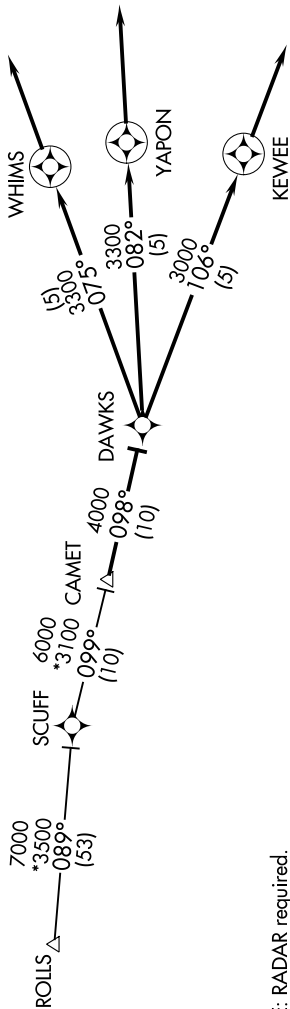 ROLLS
7000
*3500
089°
(53)
SCUFF
6000
*3100
099°
(10)
CAMET
4000
098°
(10)
DAWKS
(5)
3300
075°
WHIMS
3300
082°
(5)
YAPON
3000
106°
(5)
KEWEE
: RADAR required.